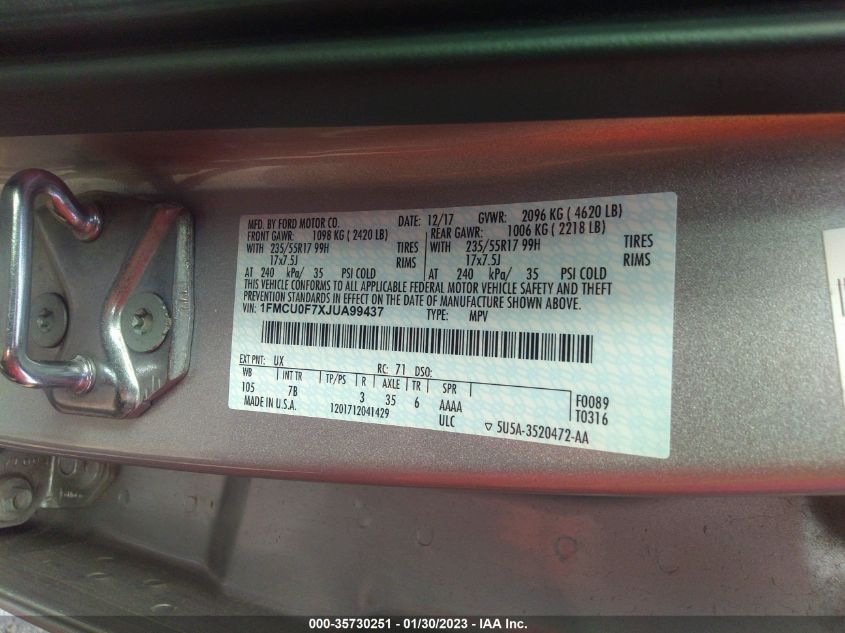 MFD. BY FORD MOTOR CO. DATE: 12/17 GVWR: 2096 KG ( 4620 LB)
FRONT GAWR: 1098 KG ( 2420 LB) REAR GAWR: 1006 KG ( 2218 LB)
WITH 235/55R17 99H TIRES WITH 235/55R17 99H TIRES
17x7.5J RIMS 17x7.5J RIMS
AT 240 kPa/ 35 PSI COLD AT 240 kPa/ 35 PSI COLD
THIS VEHICLE CONFORMS TO ALL APPLICABLE FEDERAL MOTOR VEHICLE SAFETY AND THEFT
PREVENTION STANDARDS IN EFFECT ON THE DATE OF MANUFACTURE SHOWN ABOVE.
VIN: 1FMCU0F7XJUA99437 TYPE: MPV
EXT PNT: UX RC: 71 DSO:
WB INT TR TP/PS R AXLE TR SPR
105 7B 3 35 6 AAAA F0089
MADE IN U.S.A. 1201712041429 ULC T0316
▽ 5U5A-3520472-AA
000-35730251 - 01/30/2023 - IAA Inc.